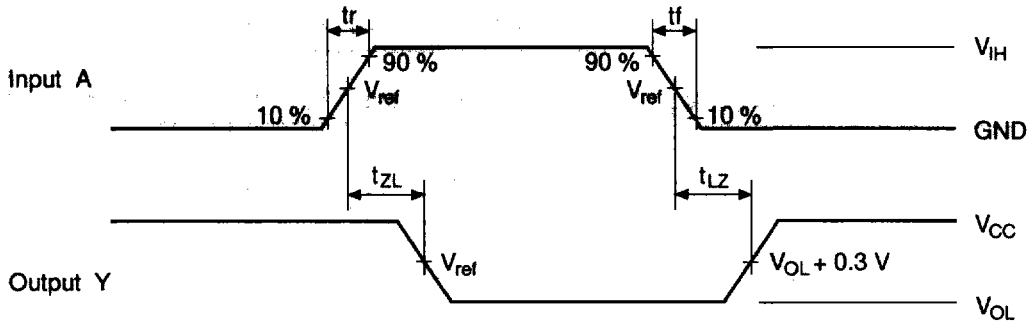 tr
tf
Input A
90 %
90 %
V_IH
V_ref
V_ref
10 %
10 %
GND
t_ZL
t_LZ
V_CC
Output Y
V_ref
V_OL + 0.3 V
V_OL